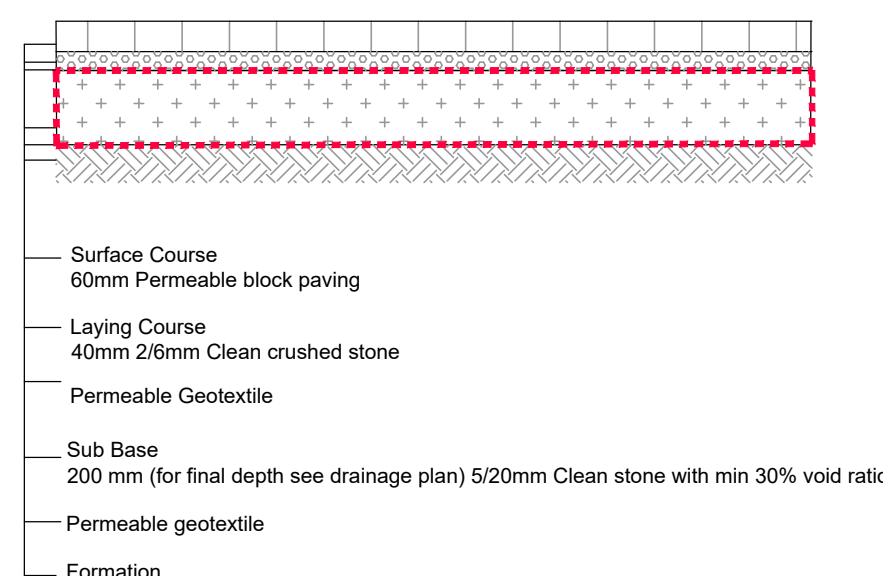 Surface Course
60mm Permeable block paving
Laying Course
40mm 2/6mm Clean crushed stone
Permeable Geotextile
Sub Base
200 mm (for final depth see drainage plan) 5/20mm Clean stone with min 30% void ratio
Permeable geotextile
Formation